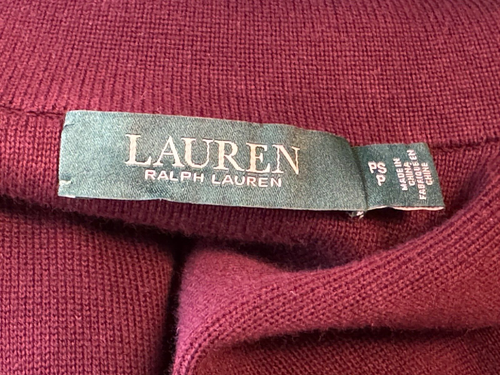 LAUREN
RALPH LAUREN
PS
P
MADE IN
CHINA
FABRIQUÉ EN
CHINE